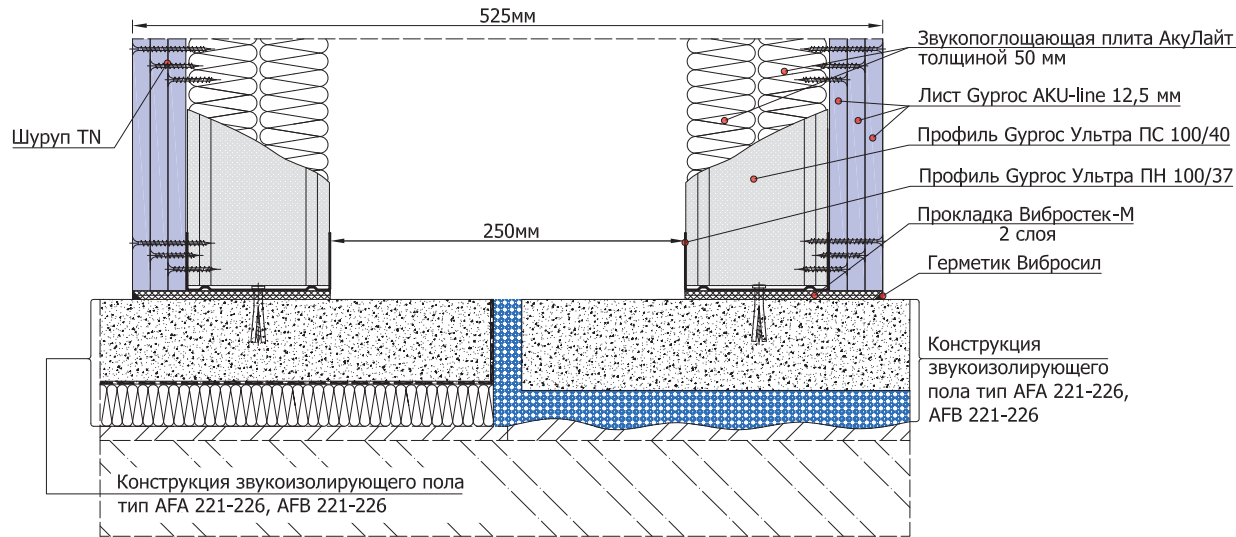 525мм
Звукопоглощающая плита АкуЛайт
толщиной 50 мм
Лист Gyproc AKU-line 12,5 мм
Шуруп TN
Профиль Gyproc Ультра ПС 100/40
Профиль Gyproc Ультра ПН 100/37
Прокладка Вибростек-М
2 слоя
250мм
Герметик Вибросил
Конструкция
звукоизолирующего
пола тип AFA 221-226,
AFB 221-226
Конструкция звукоизолирующего пола
тип AFA 221-226, AFB 221-226